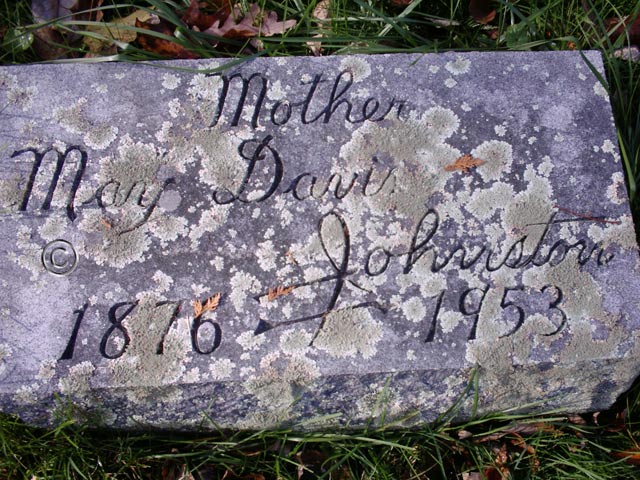 Mother
Mary Davis
Johnston
©
1876 1953